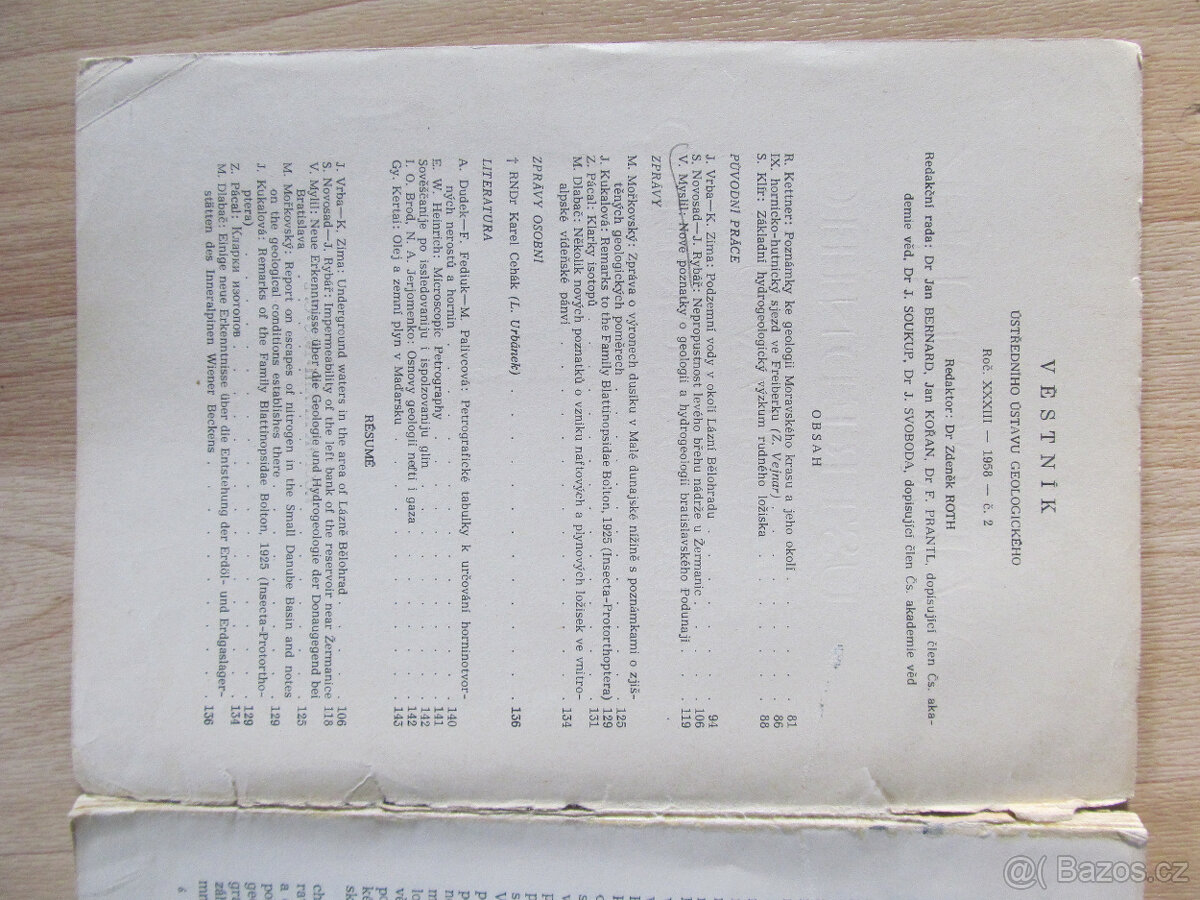 VĚSTNÍK
ÚSTŘEDNÍHO ÚSTAVU GEOLOGICKÉHO
Roč. XXXIII — 1958 — č. 2
Redaktor: Dr Zdeněk ROTH
Redakční rada: Dr Jan BERNARD, Jan KOŘAN, Dr F. PRANTL, dopisující člen Čs. aka-
demie věd, Dr J. SOUKUP, Dr J. SVOBODA, dopisující člen Čs. akademie věd
OBSAH
R. Kettner: Poznámky ke geologii Moravského krasu a jeho okolí . 81
IX. hornicko-hutnický sjezd ve Freiberku (Z. Vejnar) . . . . 86
S. Klír: Základní hydrogeologický výzkum rudného ložiska . . . 88
PŮVODNÍ PRÁCE
J. Vrba—K. Zima: Podzemní vody v okolí Lázní Bělohradu . . . 94
S. Novosad—J. Rybář: Nepropustnost levého břehu nádrže u Žermanic . 106
V. Myslil: Nové poznatky o geologii a hydrogeologii bratislavského Podunají . 119
ZPRÁVY
M. Mořkovský: Zpráva o výronech dusíku v Malé dunajské nížině s poznámkami o zjiš-
těných geologických poměrech . . . . . . 125
J. Kukalová: Remarks to the Family Blattinopsidae Bolton, 1925 (Insecta-Protorthoptera) 129
Z. Pácal: Klarky isotopů . . . . . . . 131
M. Dlabač: Několik nových poznatků o vzniku naftových a plynových ložisek ve vnitro-
alpské vídeňské pánvi . . . . . . . 134
ZPRÁVY OSOBNÍ
† RNDr Karel Čehák (L. Urbánek) . . . . . . 136
LITERATURA
A. Dudek—F. Fediuk—M. Palivcová: Petrografické tabulky k určování horninotvor-
ných nerostů a hornin . . . . . . . 140
E. W. Heinrich: Microscopic Petrography . . . . . 141
Sověščanije po issledovaniju i ispolzovaniju glin . . . . 142
I. O. Brod, N. A. Jerjomenko: Osnovy geologii nefti i gaza . . . 142
Gy. Kertai: Olej a zemní plyn v Maďarsku . . . . . 143
RÉSUMÉ
J. Vrba—K. Zima: Underground waters in the area of Lázně Bělohrad . . . 106
S. Novosad—J. Rybář: Impermeability of the left bank of the reservoir near Žermanice 118
V. Mylil: Neue Erkenntnisse über die Geologie und Hydrogeologie der Donaugegend bei
Bratislava . . . . . . . . . 125
M. Mořkovský: Report on escapes of nitrogen in the Small Danube Basin and notes
on the geological conditions establishes there . . . . . 129
J. Kukalová: Remarks of the Family Blattinopsidae Bolton, 1925 (Insecta-Protortho-
ptera) . . . . . . . . . 129
Z. Pácal: Кларки изотопов . . . . . . . 134
M. Dlabač: Einige neue Erkenntnisse über die Entstehung der Erdöl- und Erdgaslager-
stätten des Inneralpinen Wiener Beckens . . . . . . 136
6
@( Bazos.cz